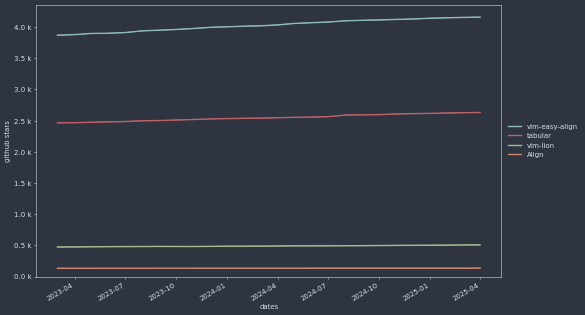 4.0 k
3.5 k
3.0 k
2.5 k
2.0 k
1.5 k
1.0 k
0.5 k
0.0 k
github stars
2023-04
2023-07
2023-10
2024-01
2024-04
2024-07
2024-10
2025-01
2025-04
dates
vim-easy-align
tabular
vim-lion
Align